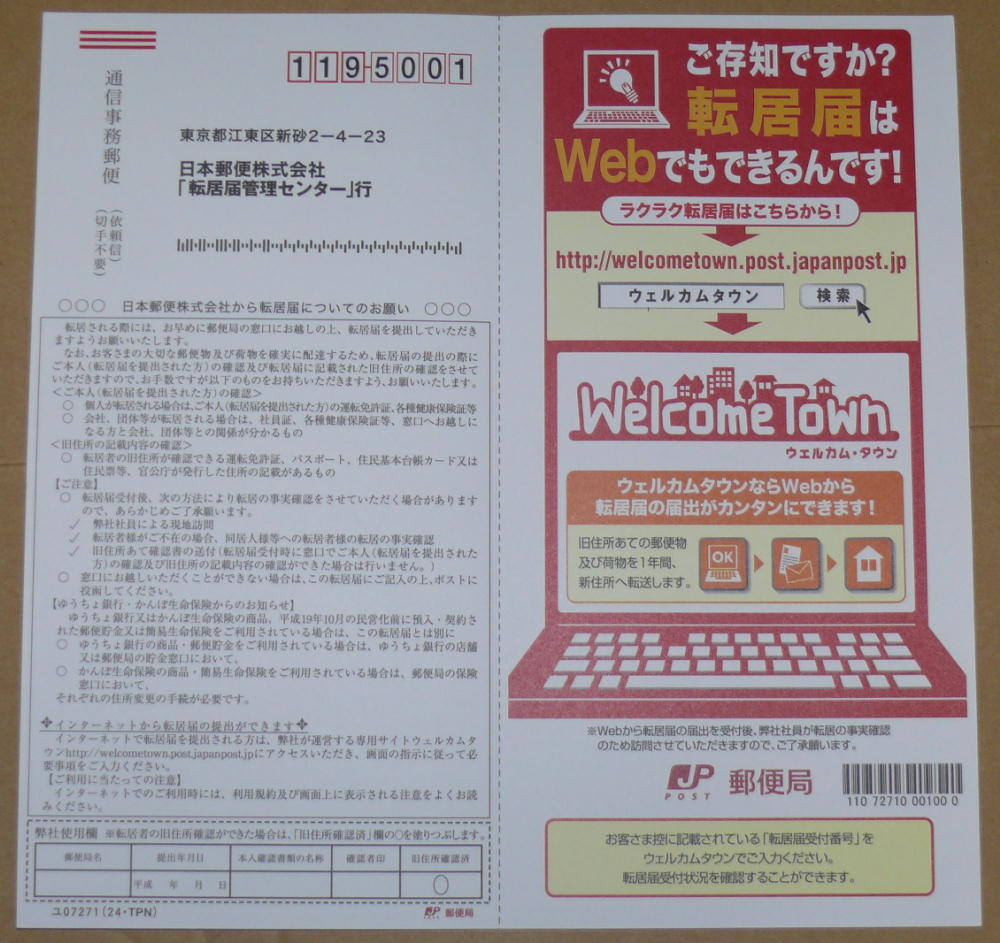 通信事務郵便
（依頼信）
（切手不要）
119-5001
東京都江東区新砂2－4－23
日本郵便株式会社
「転居届管理センター」行
○○○ 日本郵便株式会社から転居届についてのお願い ○○○
転居される際には、お早めに郵便局の窓口にお越しの上、転居届を提出していただき
ますようお願いいたします。
なお、お客さまの大切な郵便物及び荷物を確実に配達するため、転居届の提出の際に
ご本人（転居届を提出された方）の確認及び転居届に記載された旧住所の確認をさせて
いただきますので、お手数ですが以下のものをお持ちいただきますよう、お願いいたします。
＜ご本人（転居届を提出された方）の確認＞
○ 個人が転居される場合は、ご本人（転居届を提出された方）の運転免許証、各種健康保険証等
○ 会社、団体等が転居される場合は、社員証、各種健康保険証等、窓口へお越しに
なる方と会社、団体等との関係が分かるもの
＜旧住所の記載内容の確認＞
○ 転居者の旧住所が確認できる運転免許証、パスポート、住民基本台帳カード又は
住民票等、官公庁が発行した住所の記載があるもの
【ご注意】
○ 転居届受付後、次の方法により転居の事実確認をさせていただく場合があります
ので、あらかじめご了承願います。
✓ 弊社社員による現地訪問
✓ 転居者様がご不在の場合、同居人様等への転居者様の転居の事実確認
✓ 旧住所あて確認書の送付（転居届受付時に窓口でご本人（転居届を提出された
方）の確認及び旧住所の記載内容の確認ができた場合は行いません。）
○ 窓口にお越しいただくことができない場合は、この転居届にご記入の上、ポストに
投函してください。
【ゆうちょ銀行・かんぽ生命保険からのお知らせ】
ゆうちょ銀行又はかんぽ生命保険の商品、平成19年10月の民営化前に預入・契約さ
れた郵便貯金又は簡易生命保険をご利用されている場合は、この転居届とは別に
○ ゆうちょ銀行の商品・郵便貯金をご利用されている場合は、ゆうちょ銀行の店舗
又は郵便局の貯金窓口において、
○ かんぽ生命保険の商品・簡易生命保険をご利用されている場合は、郵便局の保険
窓口において、
それぞれの住所変更の手続が必要です。
✥インターネットから転居届の提出ができます✥
インターネットで転居届を提出される方は、弊社が運営する専用サイトウェルカムタ
ウンhttp://welcometown.post.japanpost.jpにアクセスいただき、画面の指示に従って必
要事項をご入力ください。
【ご利用に当たっての注意】
インターネットでのご利用時には、利用規約及び画面上に表示される注意をよくお読
みください。
弊社使用欄 ※転居者の旧住所確認ができた場合は、「旧住所確認済」欄の○を塗りつぶします。
郵便局名 提出年月日 本人確認書類の名称 確認者印 旧住所確認済
平成 年 月 日 ○
ユ07271(24・TPN)
JP POST 郵便局
ご存知ですか?
転居届は
Webでもできるんです!
ラクラク転居届はこちらから!
http://welcometown.post.japanpost.jp
ウェルカムタウン 検索
Welcome Town
ウェルカム・タウン
ウェルカムタウンならWebから
転居届の届出がカンタンにできます!
旧住所あての郵便物
及び荷物を1年間、
新住所へ転送します。
OK
※Webから転居届の届出を受付後、弊社社員が転居の事実確認
のため訪問させていただきますので、ご了承願います。
JP POST 郵便局
110 72710 00100 0
お客さま控に記載されている「転居届受付番号」を
ウェルカムタウンでご入力ください。
転居届受付状況を確認することができます。